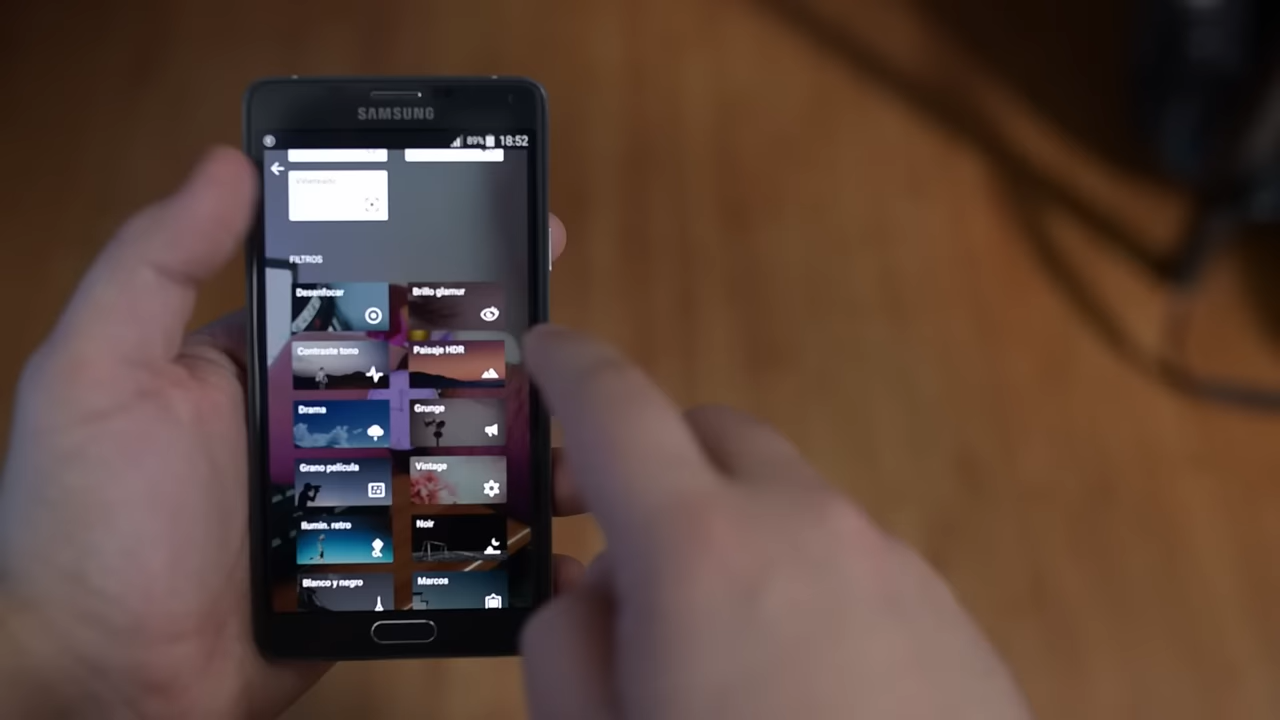 SAMSUNG
89% 18:52
FILTROS
Desenfocar Brillo glamur
Contraste tono Paisaje HDR
Drama Grunge
Grano película Vintage
Ilumin. retro Noir
Blanco y negro Marcos